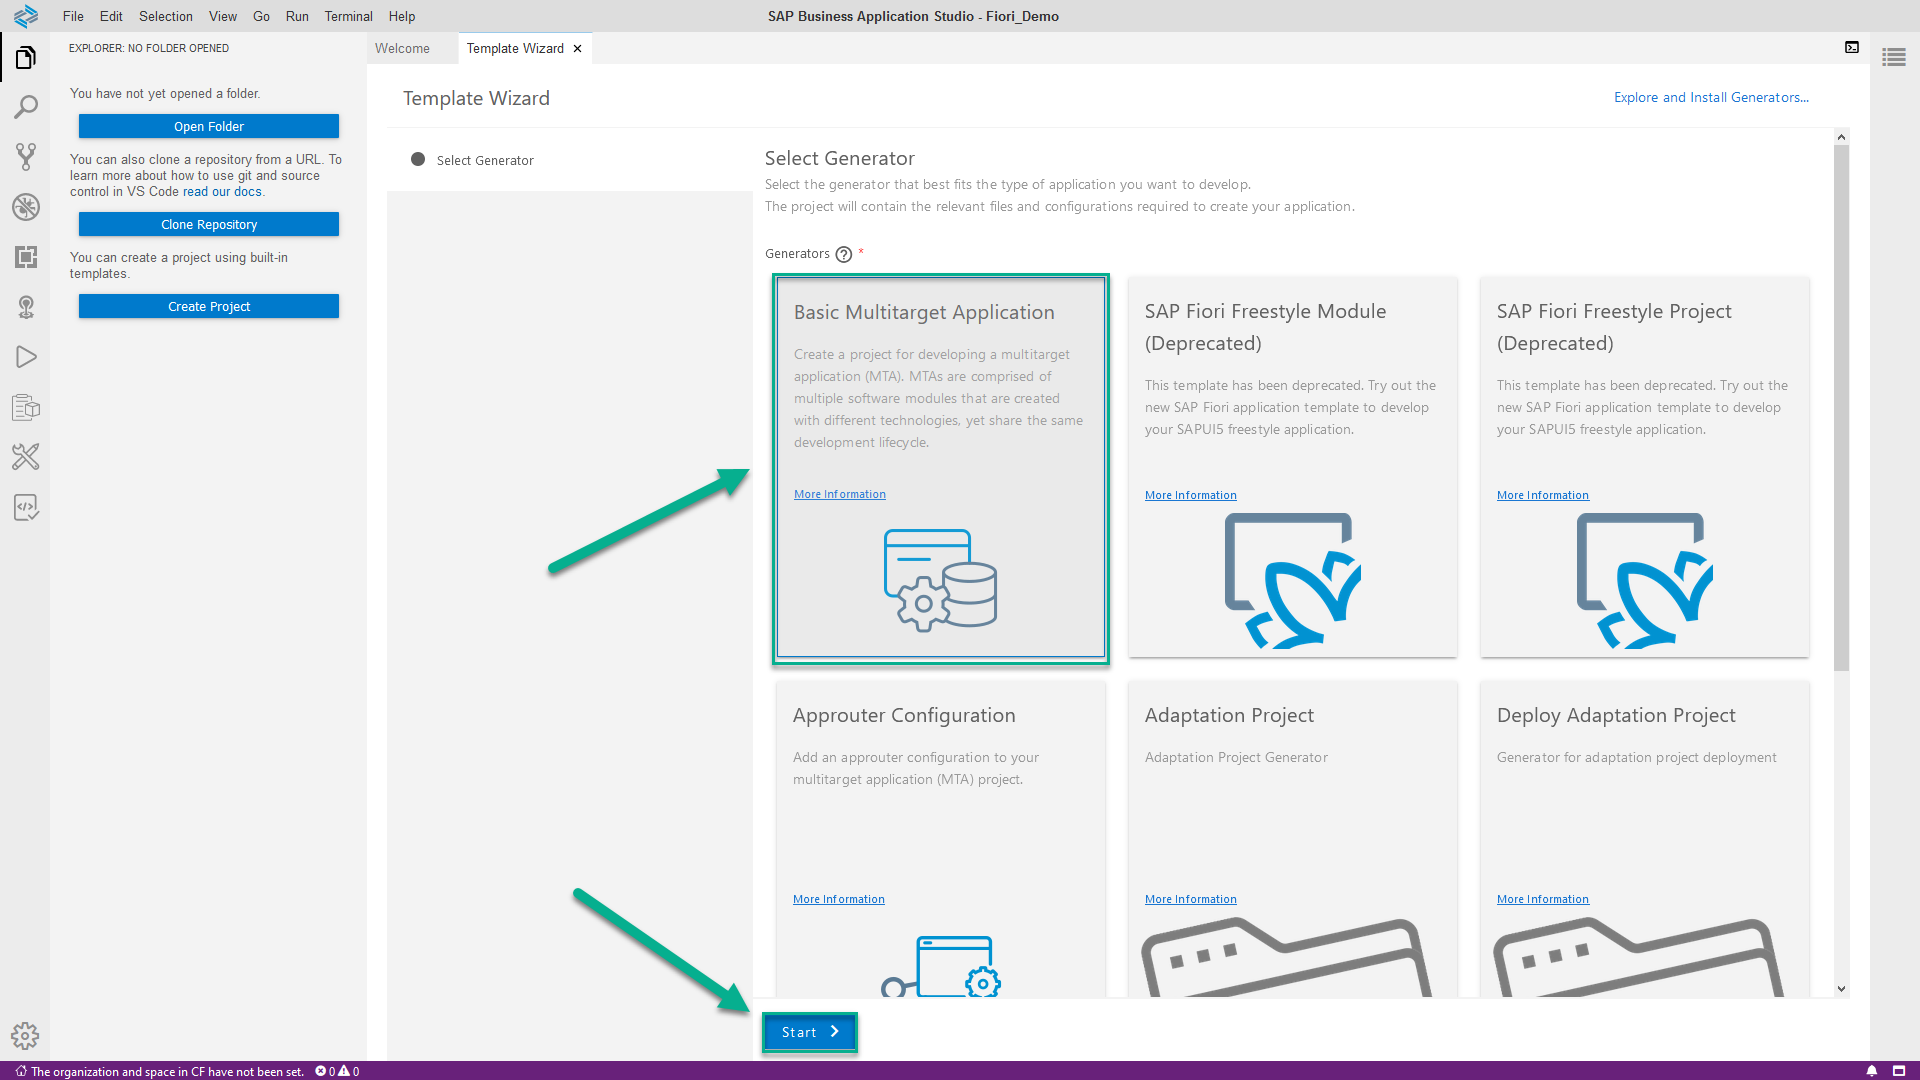 File Edit Selection View Go Run Terminal Help
SAP Business Application Studio - Fiori_Demo
EXPLORER: NO FOLDER OPENED
You have not yet opened a folder.
Open Folder
You can also clone a repository from a URL. To
learn more about how to use git and source
control in VS Code read our docs.
Clone Repository
You can create a project using built-in
templates.
Create Project
Welcome
Template Wizard
Template Wizard
Explore and Install Generators...
Select Generator
Select Generator
Select the generator that best fits the type of application you want to develop.
The project will contain the relevant files and configurations required to create your application.
Generators ? *
Basic Multitarget Application
Create a project for developing a multitarget
application (MTA). MTAs are comprised of
multiple software modules that are created
with different technologies, yet share the same
development lifecycle.
More Information
SAP Fiori Freestyle Module
(Deprecated)
This template has been deprecated. Try out the
new SAP Fiori application template to develop
your SAPUI5 freestyle application.
More Information
SAP Fiori Freestyle Project
(Deprecated)
This template has been deprecated. Try out the
new SAP Fiori application template to develop
your SAPUI5 freestyle application.
More Information
Approuter Configuration
Add an approuter configuration to your
multitarget application (MTA) project.
More Information
Adaptation Project
Adaptation Project Generator
More Information
Deploy Adaptation Project
Generator for adaptation project deployment
More Information
Start
The organization and space in CF have not been set. 0 0